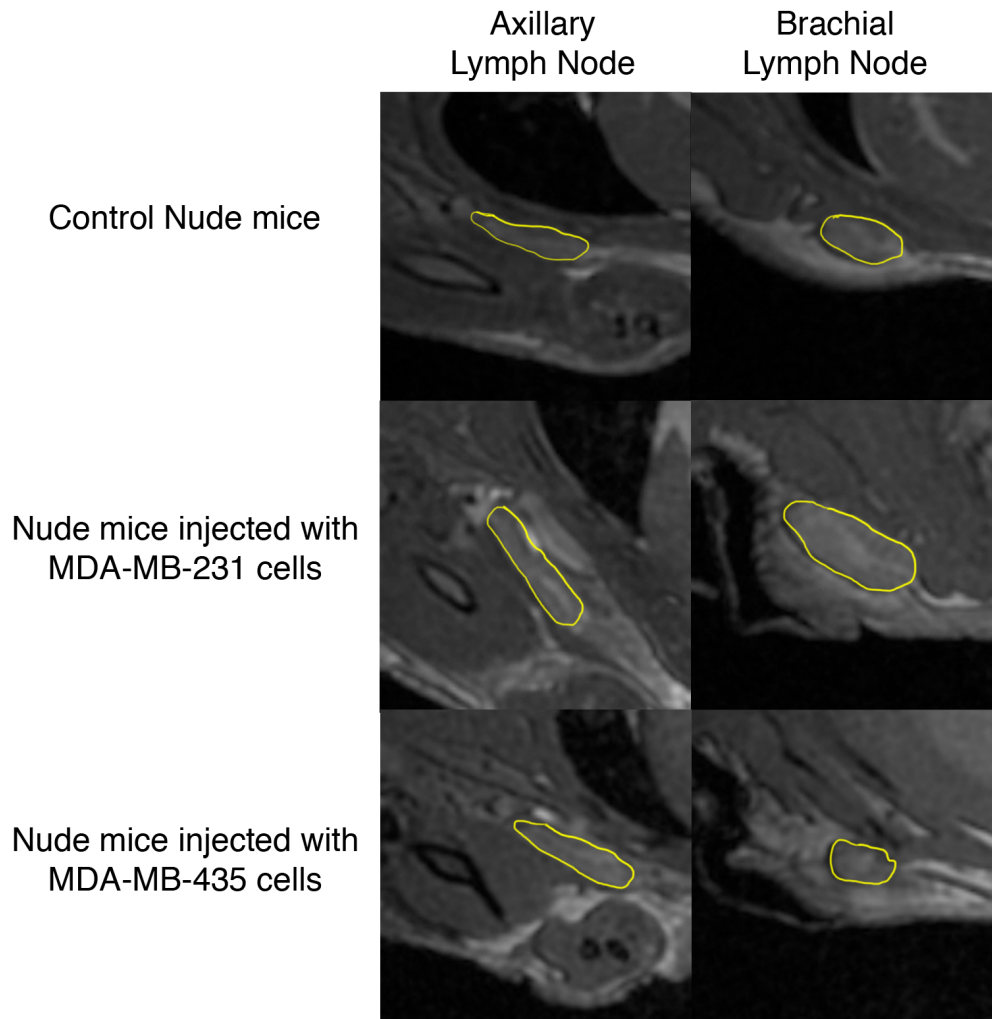 Axillary
Lymph Node
Brachial
Lymph Node
Control Nude mice
Nude mice injected with
MDA-MB-231 cells
Nude mice injected with
MDA-MB-435 cells